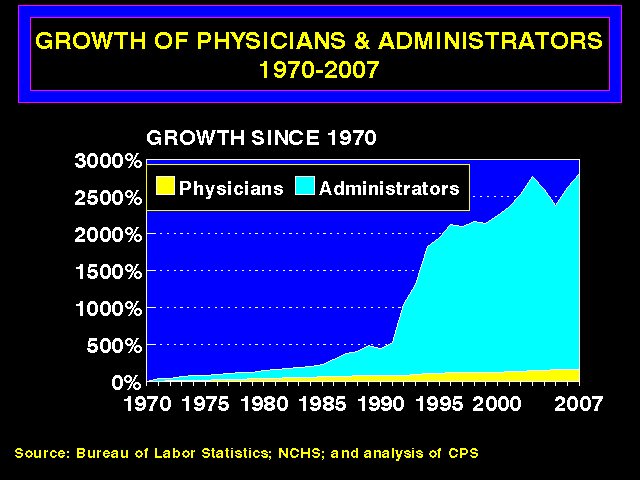 GROWTH OF PHYSICIANS & ADMINISTRATORS
1970-2007
GROWTH SINCE 1970
3000%
Physicians Administrators
2500%
2000%
1500%
1000%
500%
0%
1970 1975 1980 1985 1990 1995 2000 2007
Source: Bureau of Labor Statistics; NCHS; and analysis of CPS